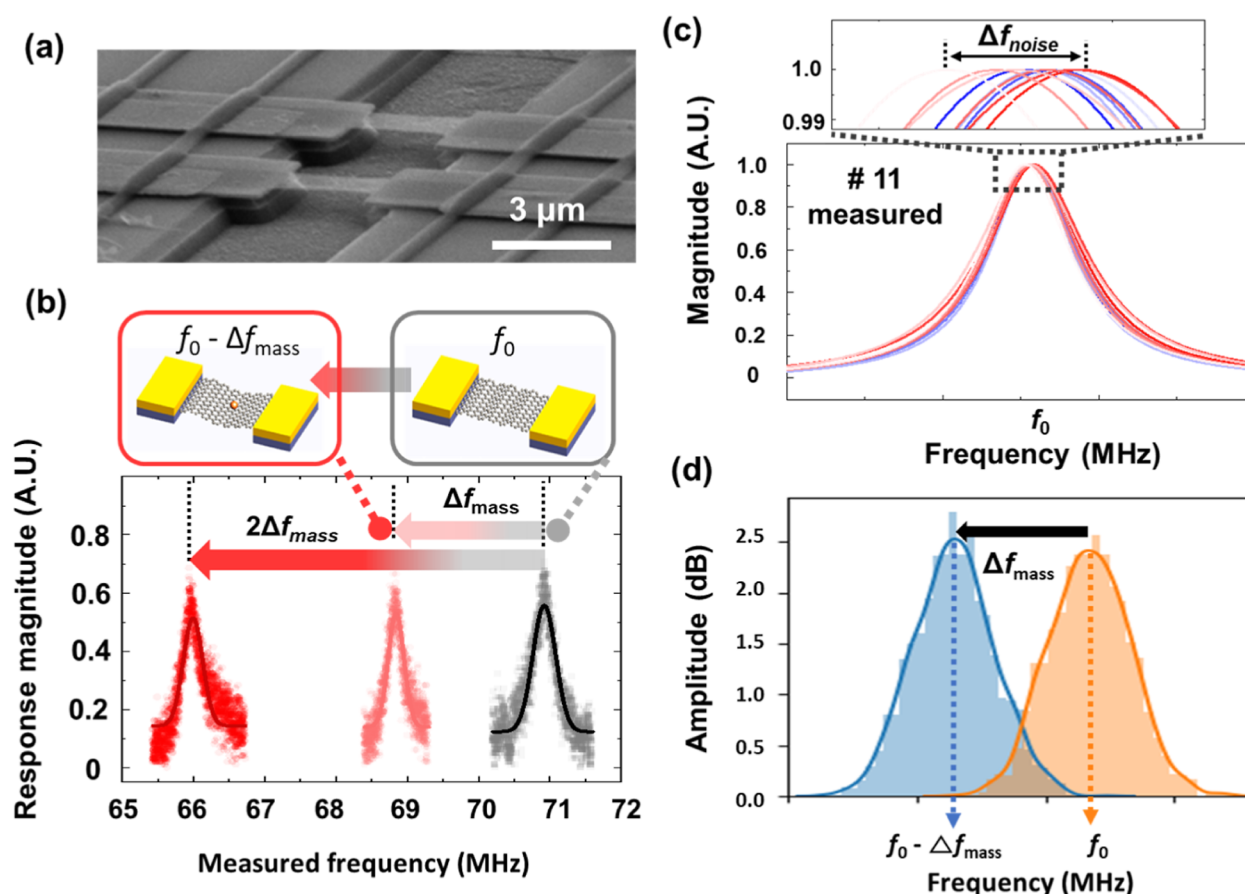 (a)
3 μm
(b)
f0 - Δfmass
f0
Response magnitude (A.U.)
0.8
0.6
0.4
0.2
0
2Δfmass
Δfmass
65 66 67 68 69 70 71 72
Measured frequency (MHz)
(c)
Δfnoise
1.0
0.99
Magnitude (A.U.)
# 11
measured
1.0
0.8
0.6
0.4
0.2
0
f0
Frequency (MHz)
(d)
Amplitude (dB)
2.5
2.0
1.5
1.0
0.5
0.0
Δfmass
f0 - △fmass
f0
Frequency (MHz)